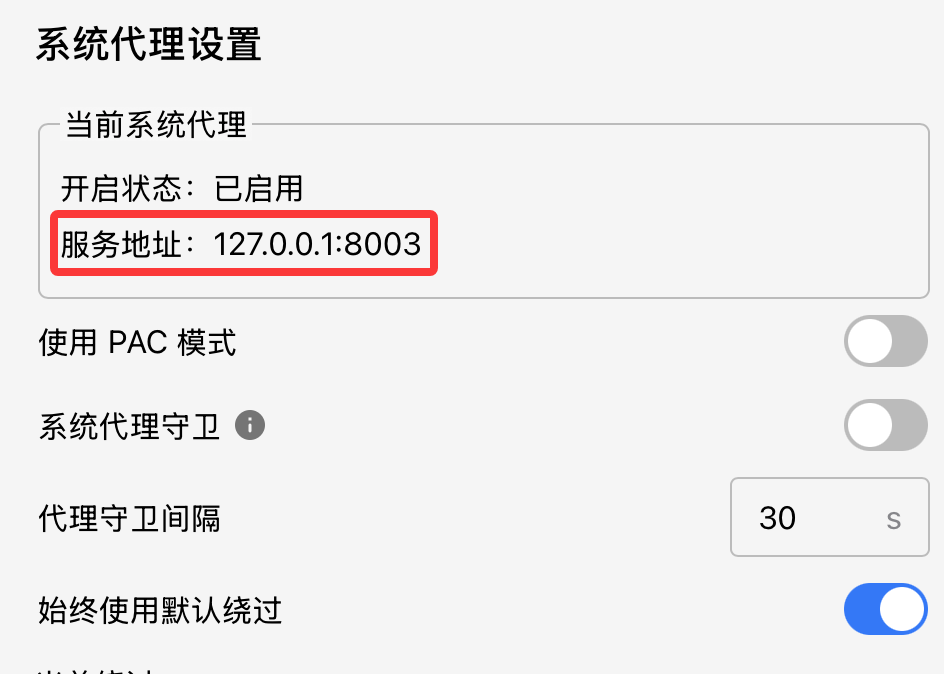 系统代理设置
当前系统代理
开启状态：已启用
服务地址：127.0.0.1:8003
使用 PAC 模式
系统代理守卫
代理守卫间隔
30 s
始终使用默认绕过